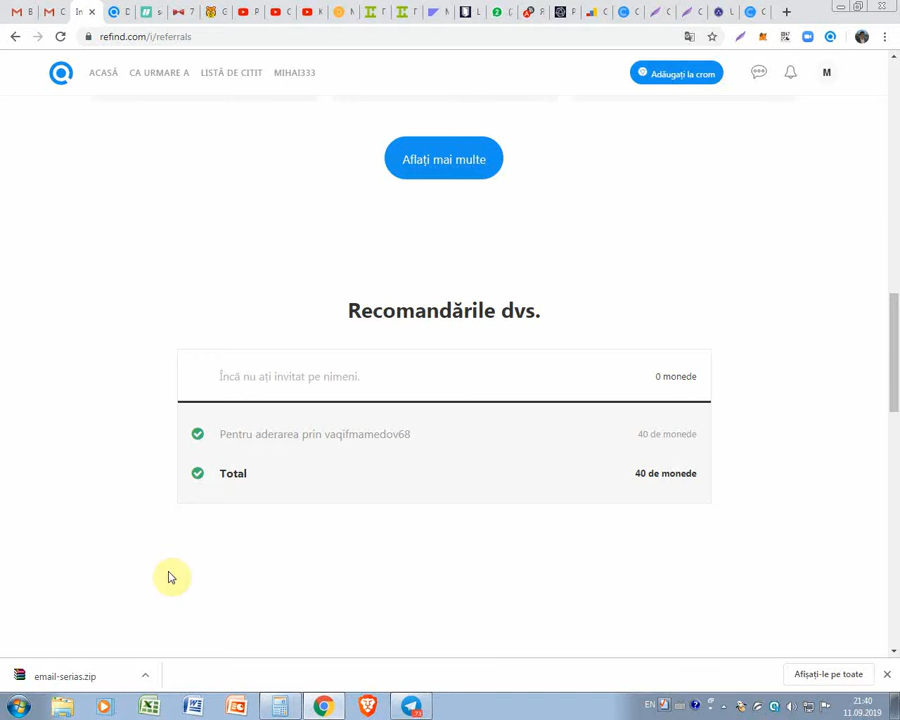 refind.com/i/referrals
ACASĂ CA URMARE A LISTĂ DE CITIT MIHAI333
Adăugați la crom
M
Aflați mai multe
Recomandările dvs.
Încă nu ați invitat pe nimeni. 0 monede
Pentru aderarea prin vaqifmamedov68 40 de monede
Total 40 de monede
email-serias.zip
Afișați-le pe toate
EN
21:40
11.09.2019